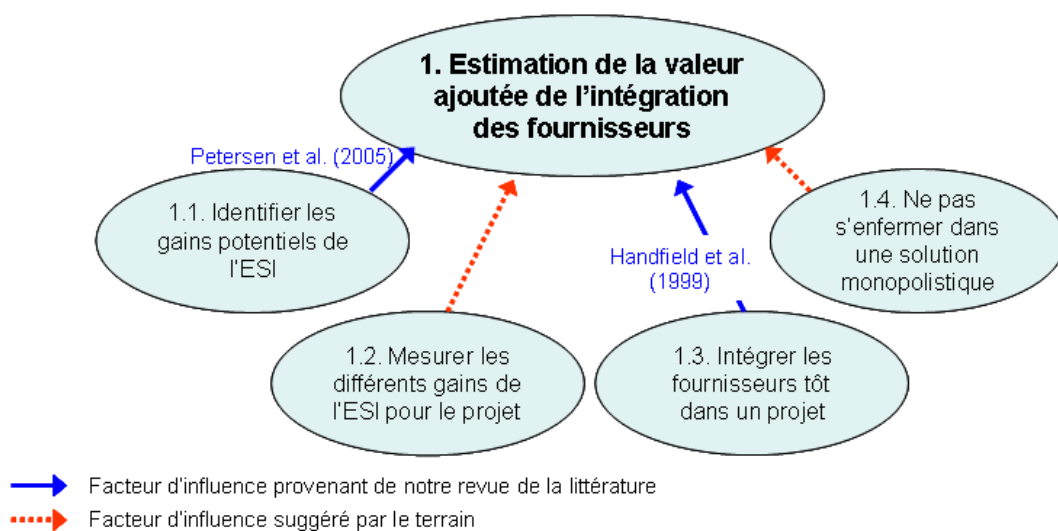 1. Estimation de la valeur
ajoutée de l'intégration
des fournisseurs
Petersen et al. (2005)
1.1. Identifier les
gains potentiels de
l'ESI
1.4. Ne pas
s'enfermer dans
une solution
monopolistique
Handfield et al.
(1999)
1.2. Mesurer les
différents gains de
l'ESI pour le projet
1.3. Intégrer les
fournisseurs tôt
dans un projet
Facteur d'influence provenant de notre revue de la littérature
Facteur d'influence suggéré par le terrain